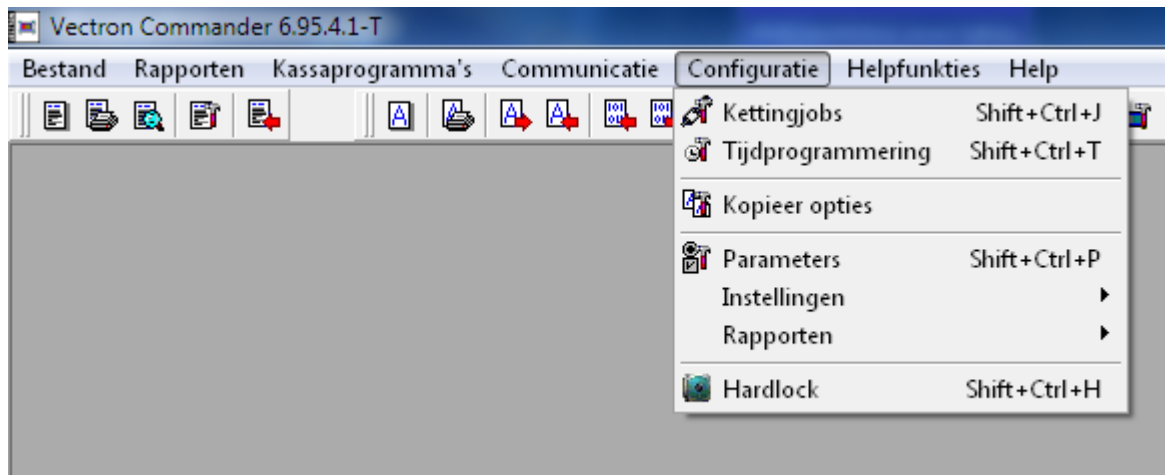 Vectron Commander 6.95.4.1-T
Bestand Rapporten Kassaprogramma's Communicatie Configuratie Helpfunkties Help
Kettingjobs Shift+Ctrl+J
Tijdprogrammering Shift+Ctrl+T
Kopieer opties
Parameters Shift+Ctrl+P
Instellingen
Rapporten
Hardlock Shift+Ctrl+H